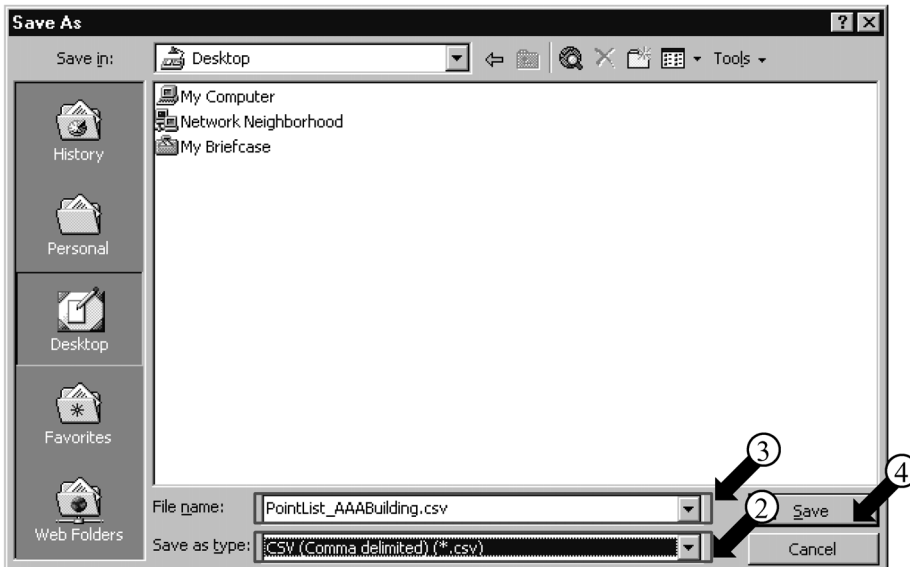 Save As
Save in: Desktop Tools
My Computer
Network Neighborhood
My Briefcase
History
Personal
Desktop
Favorites
Web Folders
3
4
File name: PointList_AAABuilding.csv 2 Save
Save as type: CSV (Comma delimited) (*.csv) Cancel